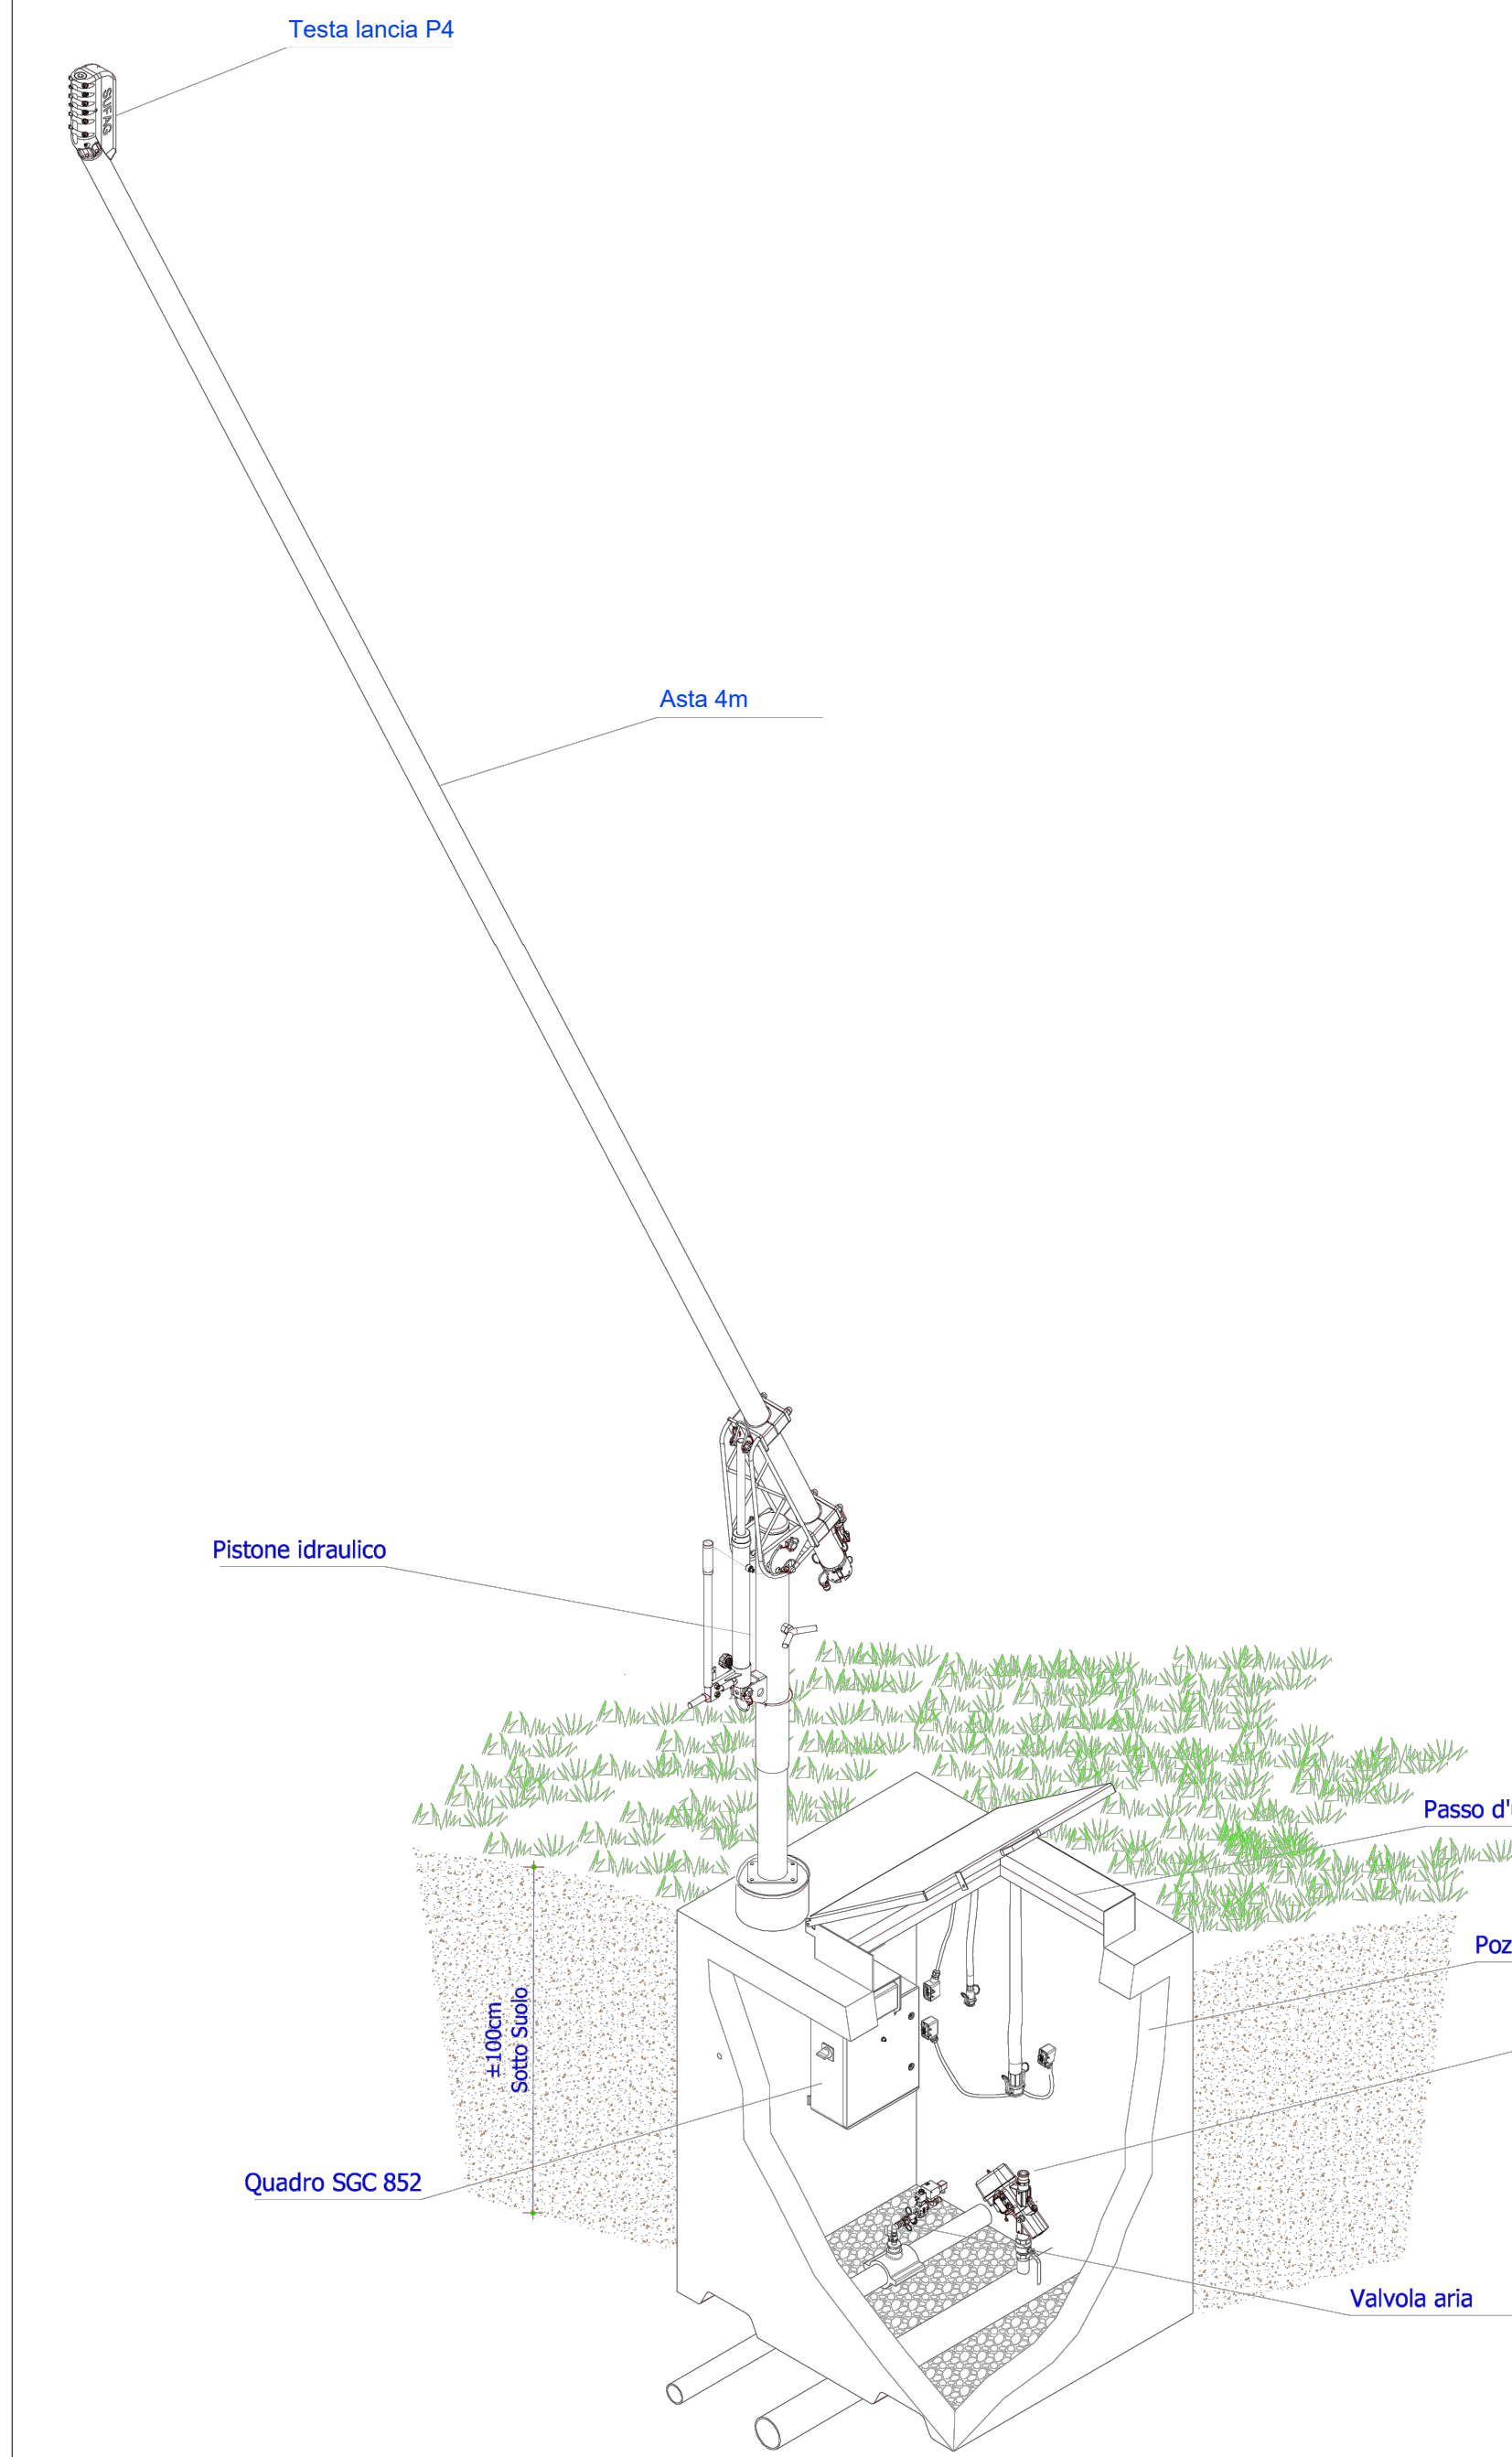 Testa lancia P4
SUFAG
Asta 4m
Pistone idraulico
Passo d'
Poz
±100cm
Sotto Suolo
Quadro SGC 852
Valvola aria